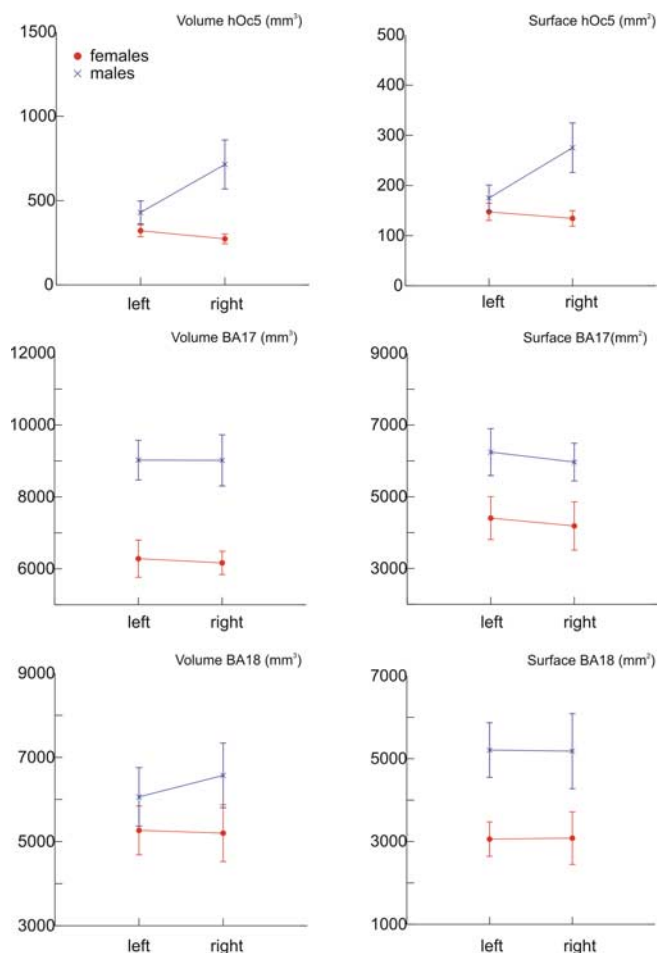 Volume hOc5 (mm³)
1500
1000
500
0
females
males
left right
Surface hOc5 (mm²)
500
400
300
200
100
0
left right
Volume BA17 (mm³)
12000
10000
8000
6000
left right
Surface BA17(mm²)
9000
7000
5000
3000
left right
Volume BA18 (mm³)
9000
7000
5000
3000
left right
Surface BA18 (mm²)
7000
5000
3000
1000
left right